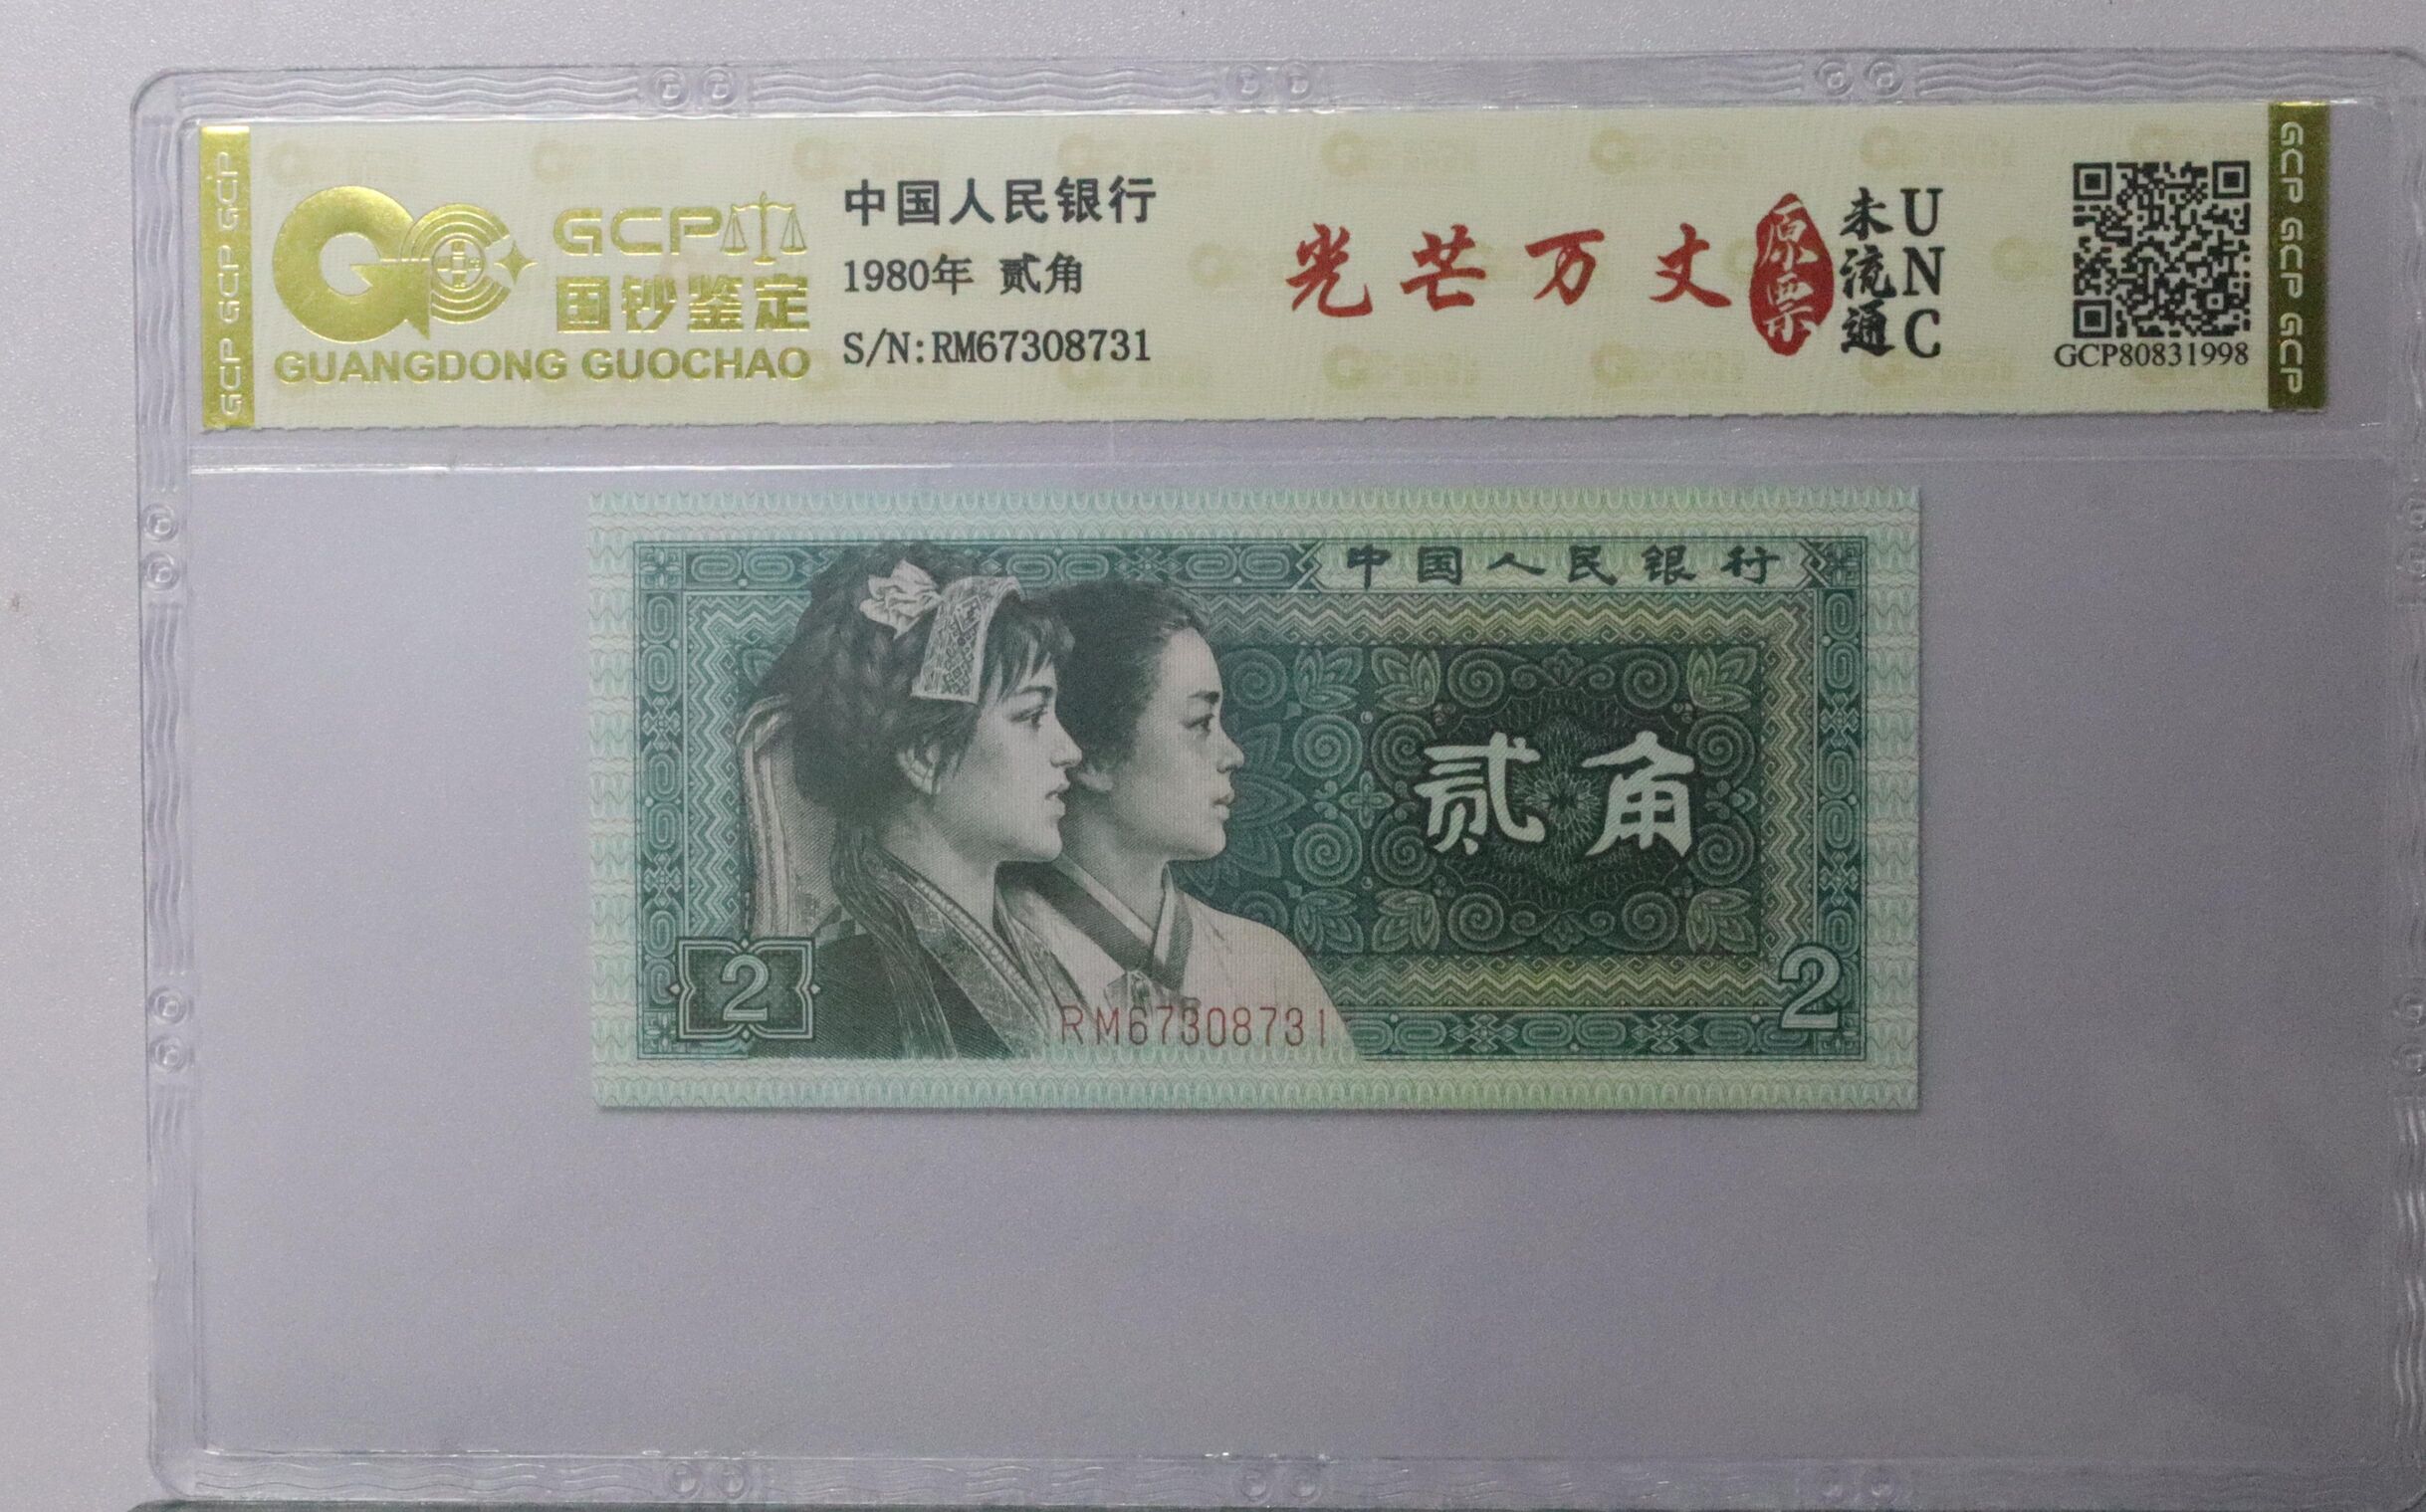 GCP GCP GCP
GCP
国钞鉴定
GUANGDONG GUOCHAO
中国人民银行
1980年 贰角
S/N:RM67308731
光芒万丈
原票
未流通
UNC
GCP80831998
GCP GCP GCP
中国人民银行
贰角
2
2
RM67308731